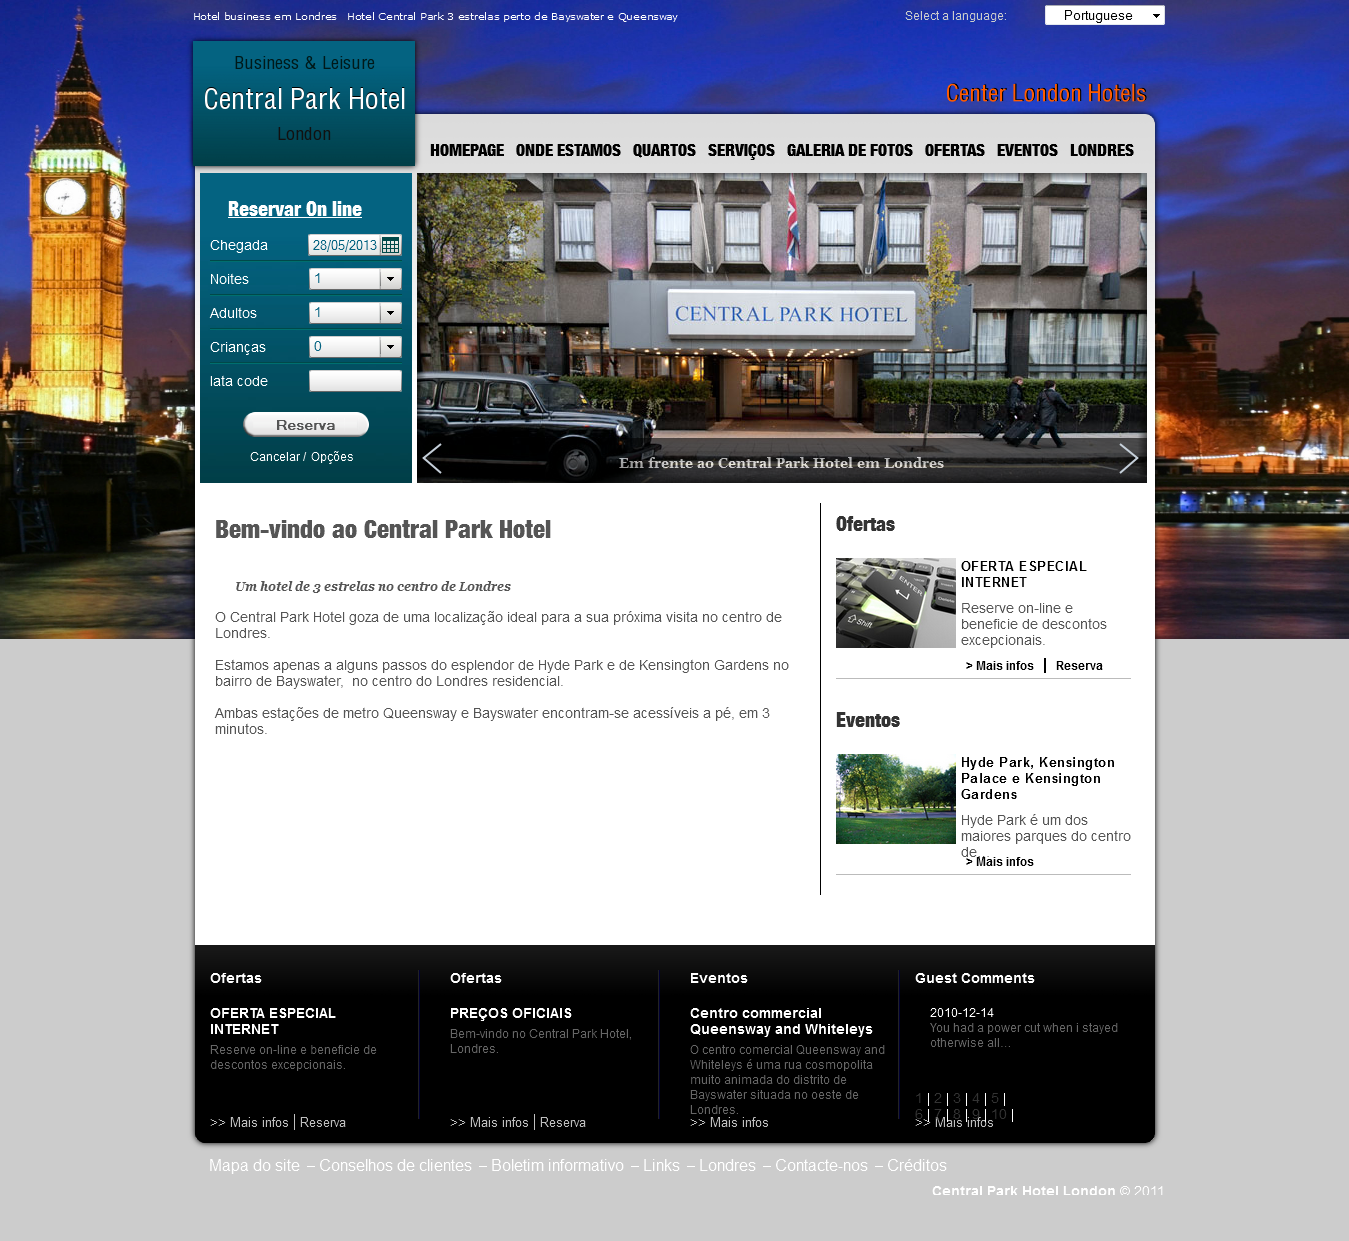 Hotel business em Londres Hotel Central Park 3 estrelas perto de Bayswater e Queensway
Select a language:
Portuguese
Business & Leisure
Central Park Hotel
London
Center London Hotels
HOMEPAGE ONDE ESTAMOS QUARTOS SERVIÇOS GALERIA DE FOTOS OFERTAS EVENTOS LONDRES
Reservar On line
Chegada 28/05/2013
Noites 1
Adultos 1
Crianças 0
Iata code
Reserva
Cancelar / Opções
CENTRAL PARK HOTEL
Em frente ao Central Park Hotel em Londres
Bem-vindo ao Central Park Hotel
Um hotel de 3 estrelas no centro de Londres
O Central Park Hotel goza de uma localização ideal para a sua próxima visita no centro de
Londres.
Estamos apenas a alguns passos do esplendor de Hyde Park e de Kensington Gardens no
bairro de Bayswater, no centro do Londres residencial.
Ambas estações de metro Queensway e Bayswater encontram-se acessíveis a pé, em 3
minutos.
Ofertas
ENTER
Shift
OFERTA ESPECIAL
INTERNET
Reserve on-line e
beneficie de descontos
excepcionais.
> Mais infos | Reserva
Eventos
Hyde Park, Kensington
Palace e Kensington
Gardens
Hyde Park é um dos
maiores parques do centro
de
> Mais infos
Ofertas
OFERTA ESPECIAL
INTERNET
Reserve on-line e beneficie de
descontos excepcionais.
>> Mais infos | Reserva
Ofertas
PREÇOS OFICIAIS
Bem-vindo no Central Park Hotel,
Londres.
>> Mais infos | Reserva
Eventos
Centro commercial
Queensway and Whiteleys
O centro comercial Queensway and
Whiteleys é uma rua cosmopolita
muito animada do distrito de
Bayswater situada no oeste de
Londres.
>> Mais infos
Guest Comments
2010-12-14
You had a power cut when i stayed
otherwise all...
1 | 2 | 3 | 4 | 5 |
6 | 7 | 8 | 9 | 10 |
>> Mais infos
Mapa do site – Conselhos de clientes – Boletim informativo – Links – Londres – Contacte-nos – Créditos
Central Park Hotel London © 2011